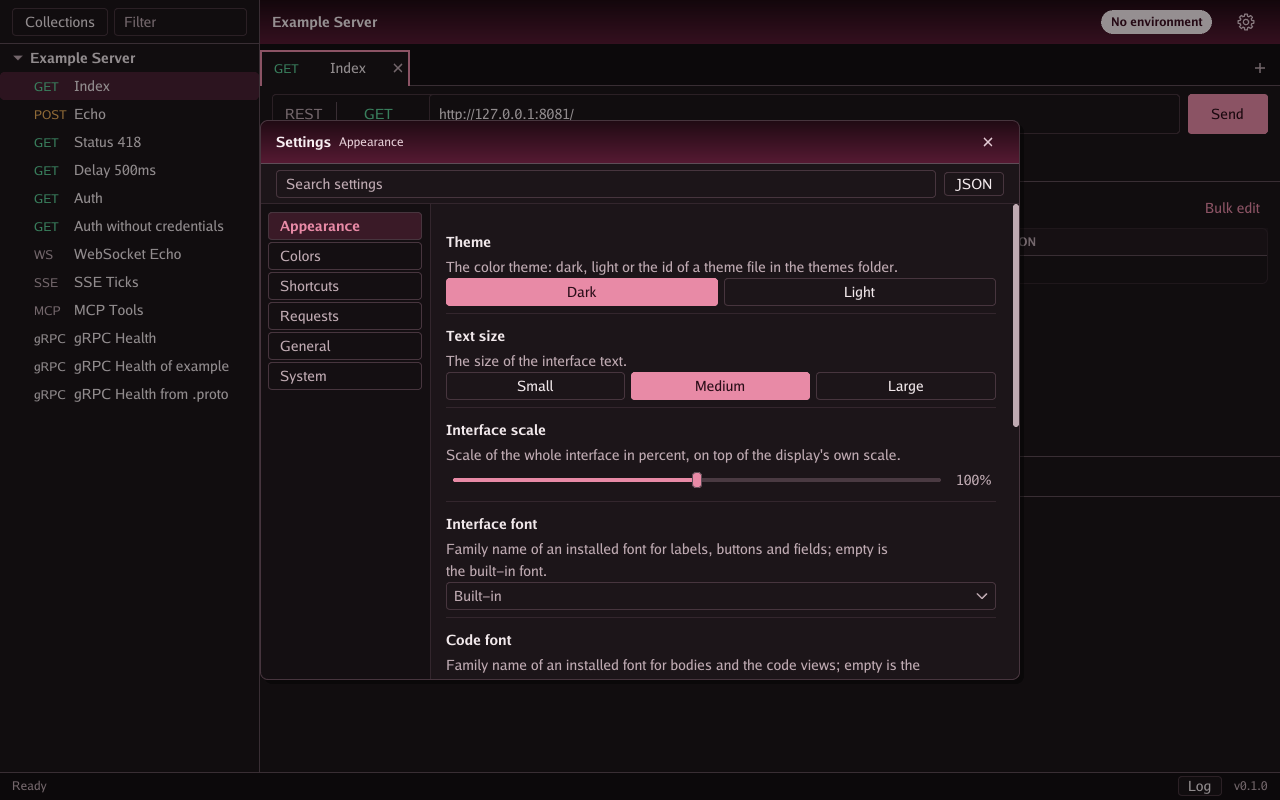 Collections
Filter
Example Server
No environment
Example Server
GET Index
POST Echo
GET Status 418
GET Delay 500ms
GET Auth
GET Auth without credentials
WS WebSocket Echo
SSE SSE Ticks
MCP MCP Tools
gRPC gRPC Health
gRPC gRPC Health of example
gRPC gRPC Health from .proto
GET Index
REST GET http://127.0.0.1:8081/ Send
Bulk edit
ON
Settings Appearance
Search settings
JSON
Appearance
Colors
Shortcuts
Requests
General
System
Theme
The color theme: dark, light or the id of a theme file in the themes folder.
Dark Light
Text size
The size of the interface text.
Small Medium Large
Interface scale
Scale of the whole interface in percent, on top of the display's own scale.
100%
Interface font
Family name of an installed font for labels, buttons and fields; empty is
the built-in font.
Built-in
Code font
Family name of an installed font for bodies and the code views; empty is the
Ready
Log v0.1.0